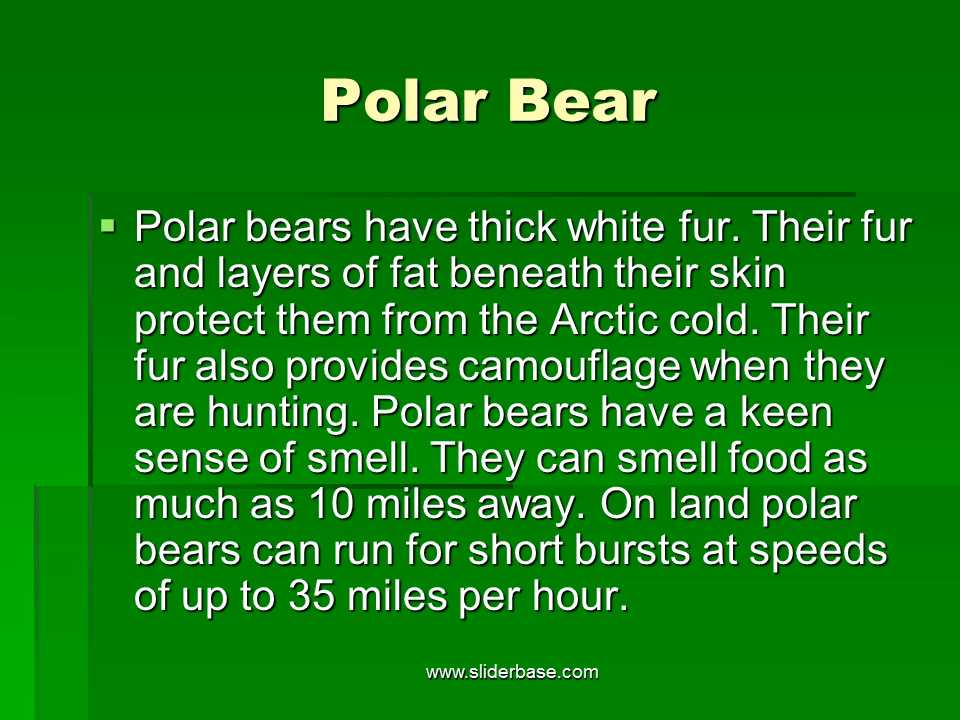 Polar Bear
Polar bears have thick white fur. Their fur
and layers of fat beneath their skin
protect them from the Arctic cold. Their
fur also provides camouflage when they
are hunting. Polar bears have a keen
sense of smell. They can smell food as
much as 10 miles away. On land polar
bears can run for short bursts at speeds
of up to 35 miles per hour.
www.sliderbase.com